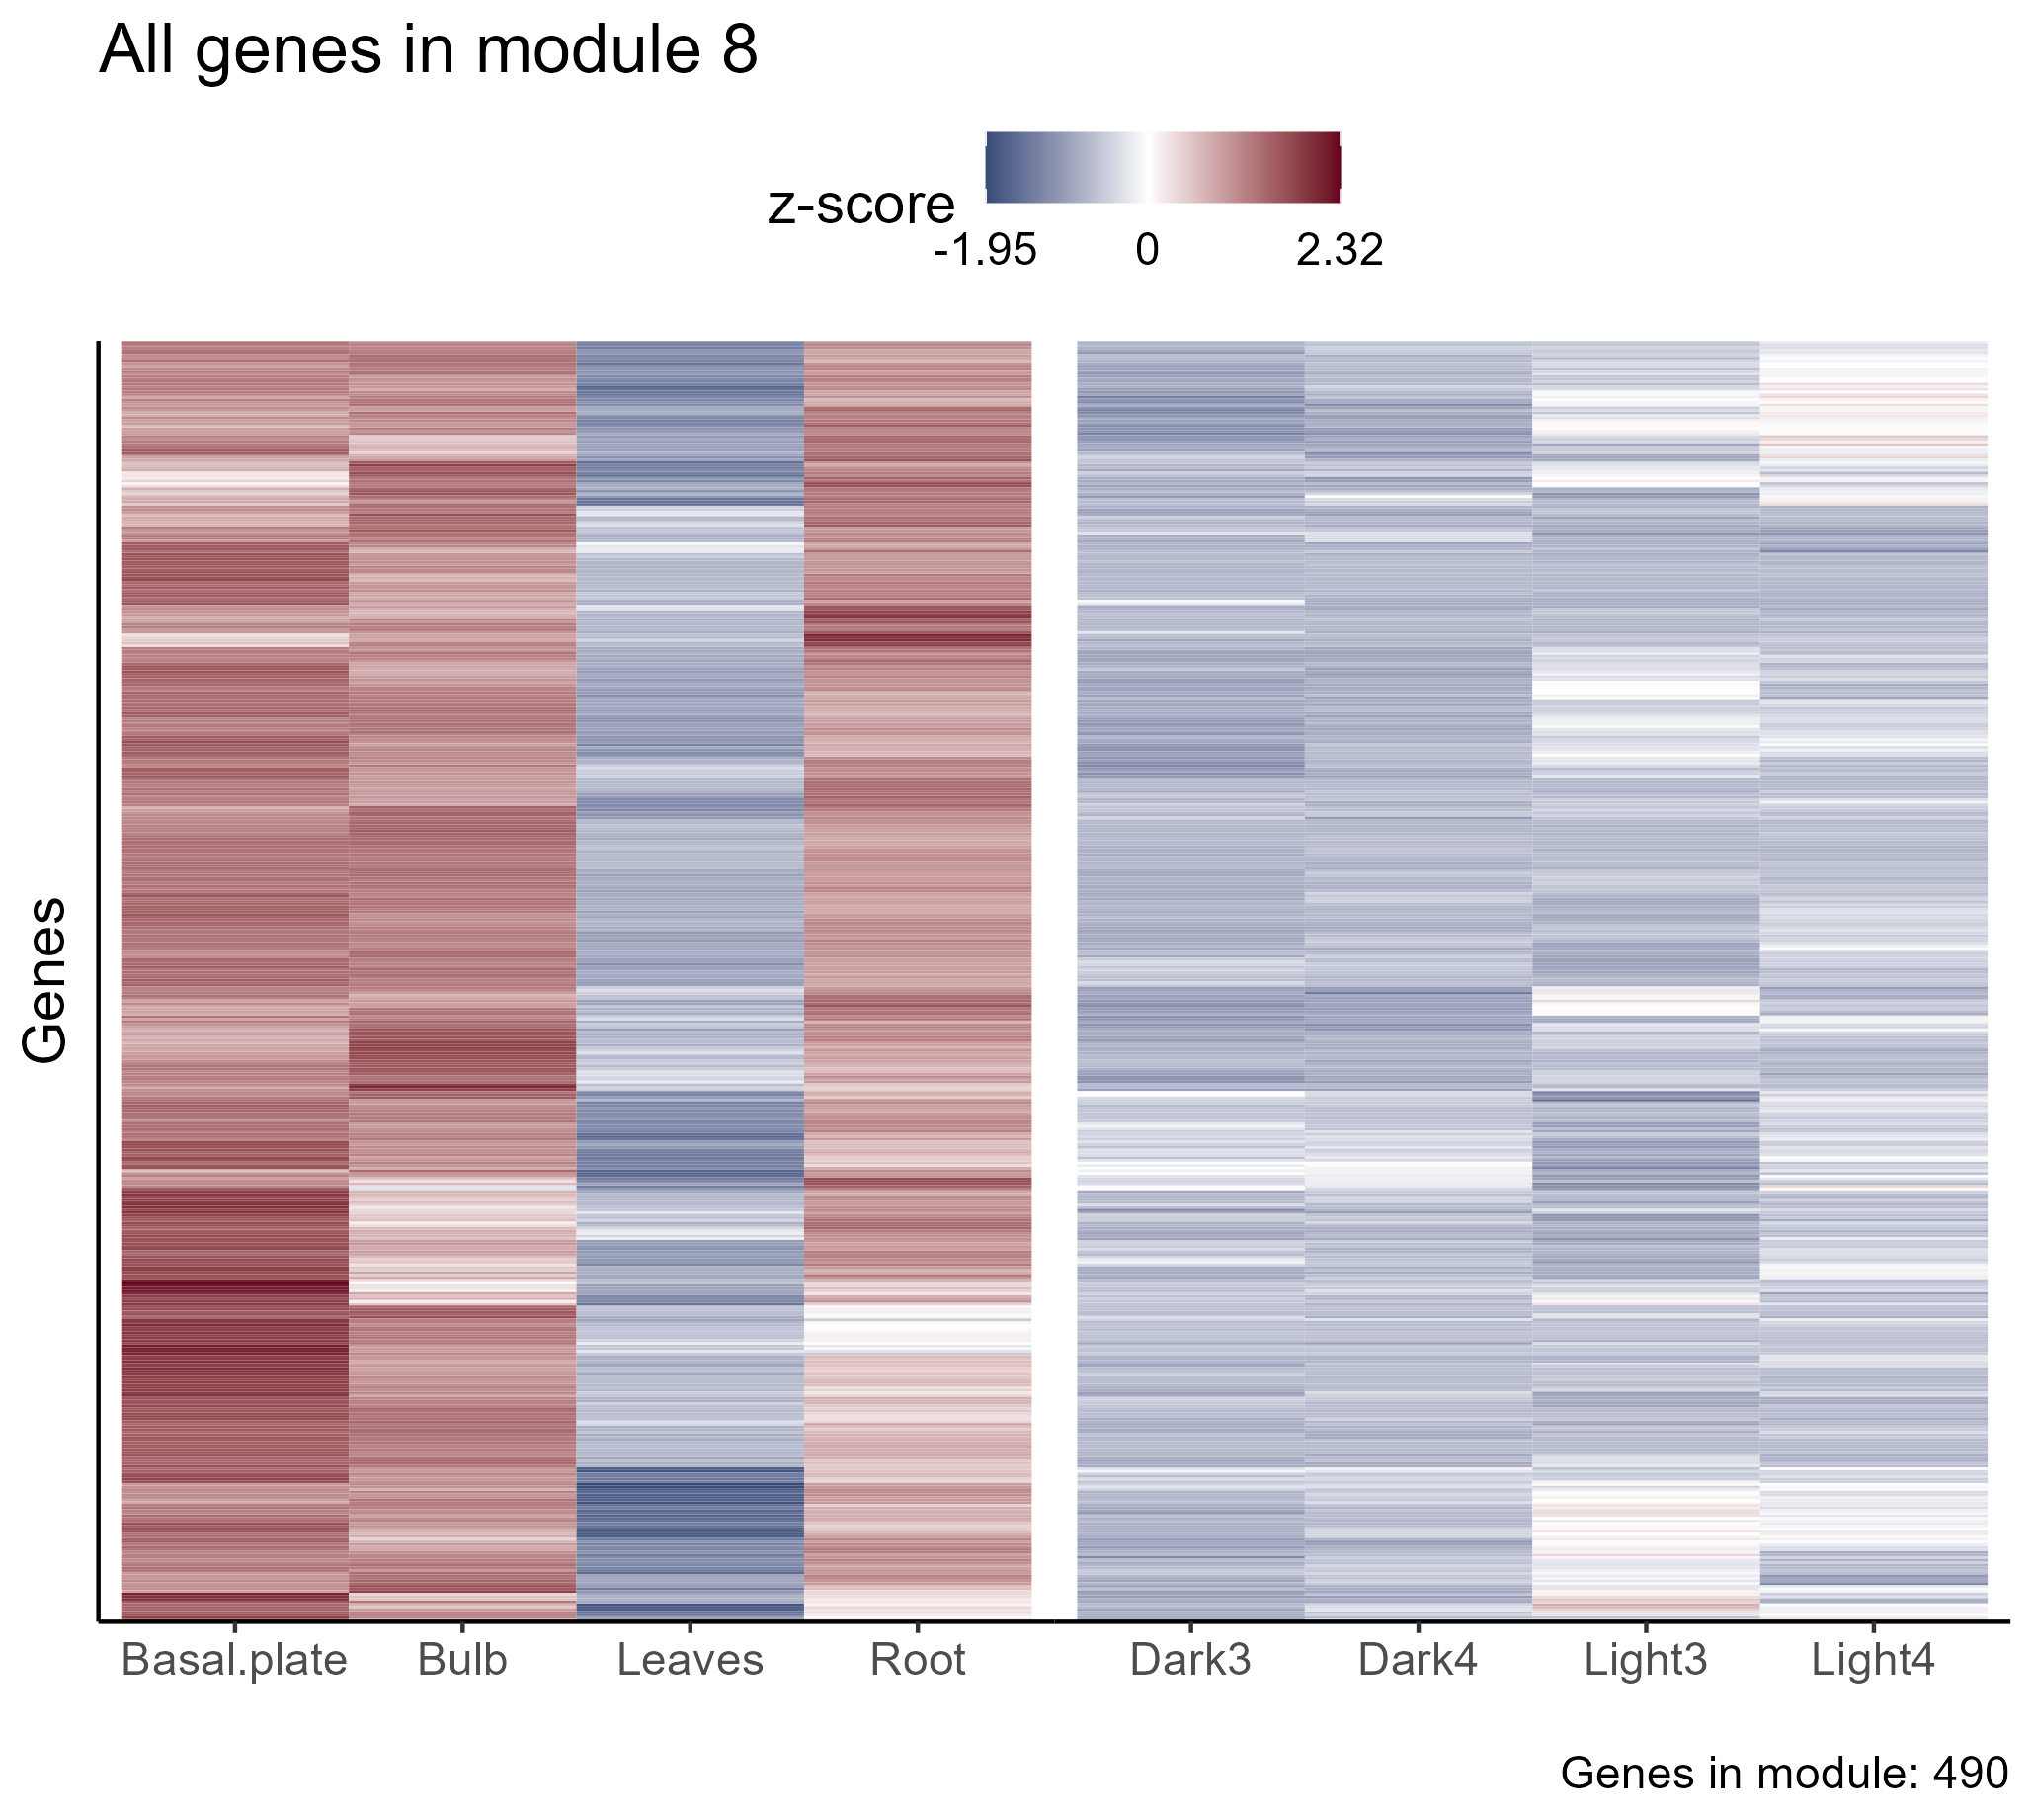 All genes in module 8
z-score
-1.95 0 2.32
Genes
Basal.plate Bulb Leaves Root Dark3 Dark4 Light3 Light4
Genes in module: 490